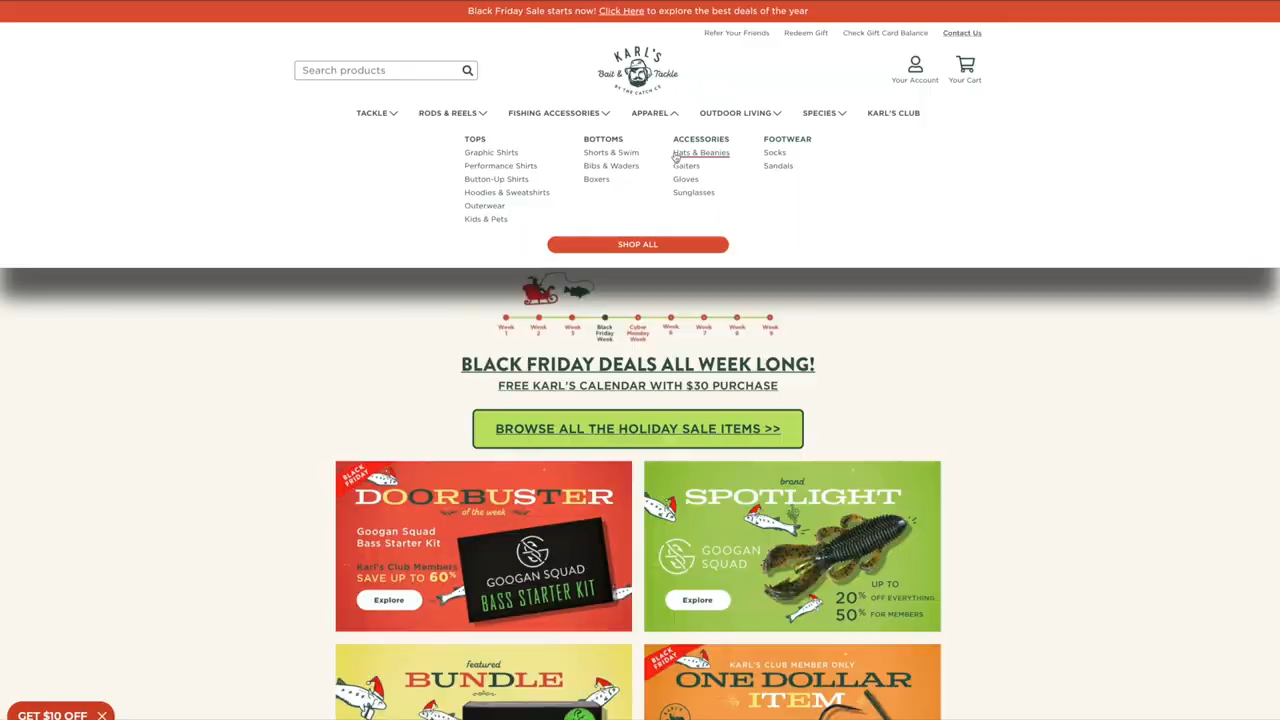 Black Friday Sale starts now! Click Here to explore the best deals of the year
Refer Your Friends
Redeem Gift
Check Gift Card Balance
Contact Us
Search products
KARL'S
Bait & Tackle
BY THE CATCH CO
Your Account
Your Cart
TACKLE
RODS & REELS
FISHING ACCESSORIES
APPAREL
OUTDOOR LIVING
SPECIES
KARL'S CLUB
TOPS
Graphic Shirts
Performance Shirts
Button-Up Shirts
Hoodies & Sweatshirts
Outerwear
Kids & Pets
BOTTOMS
Shorts & Swim
Bibs & Waders
Boxers
ACCESSORIES
Hats & Beanies
Gaiters
Gloves
Sunglasses
FOOTWEAR
Socks
Sandals
SHOP ALL
Week 1
Week 2
Week 3
Black Friday Week
Cyber Monday Week
Week 6
Week 7
Week 8
Week 9
BLACK FRIDAY DEALS ALL WEEK LONG!
FREE KARL'S CALENDAR WITH $30 PURCHASE
BROWSE ALL THE HOLIDAY SALE ITEMS >>
BLACK FRIDAY
DOORBUSTER
of the week
Googan Squad
Bass Starter Kit
Karl's Club Members
SAVE UP TO 60%
Explore
GOOGAN SQUAD
BASS STARTER KIT
brand
SPOTLIGHT
GOOGAN
SQUAD
UP TO
20% OFF EVERYTHING
50% FOR MEMBERS
Explore
featured
BUNDLE
BLACK FRIDAY
KARL'S CLUB MEMBER ONLY
ONE DOLLAR
ITEM
KARL'S
GET $10 OFF